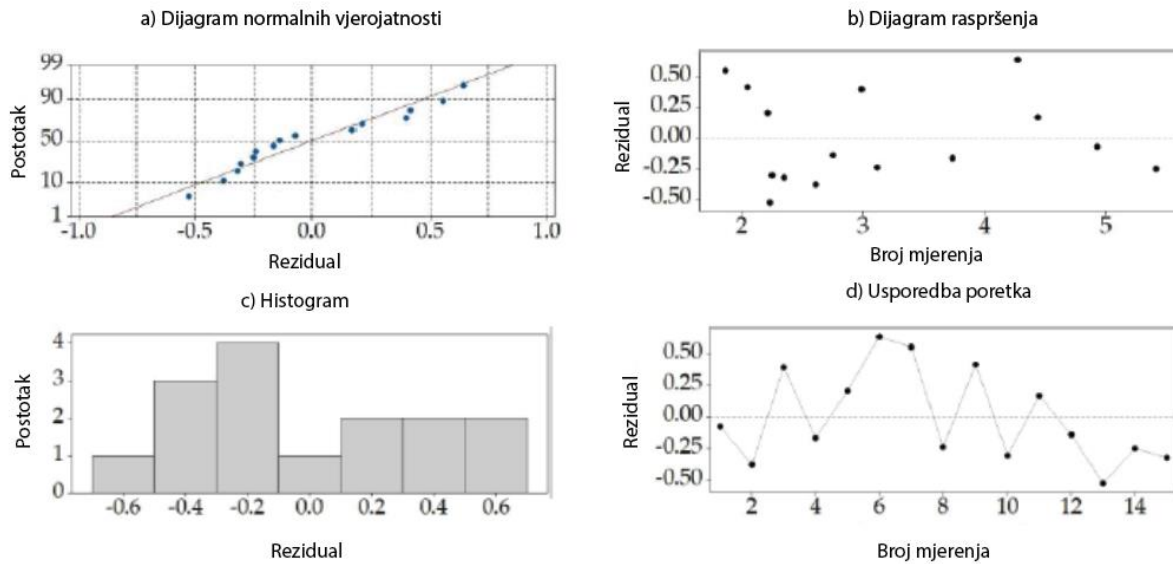 a) Dijagram normalnih vjerojatnosti
99
90
50
10
1
Postotak
-1.0 -0.5 0.0 0.5 1.0
Rezidual
b) Dijagram raspršenja
0.50
0.25
0.00
-0.25
-0.50
Rezidual
2 3 4 5
Broj mjerenja
c) Histogram
4
3
2
1
0
Postotak
-0.6 -0.4 -0.2 0.0 0.2 0.4 0.6
Rezidual
d) Usporedba poretka
0.50
0.25
0.00
-0.25
-0.50
Rezidual
2 4 6 8 10 12 14
Broj mjerenja